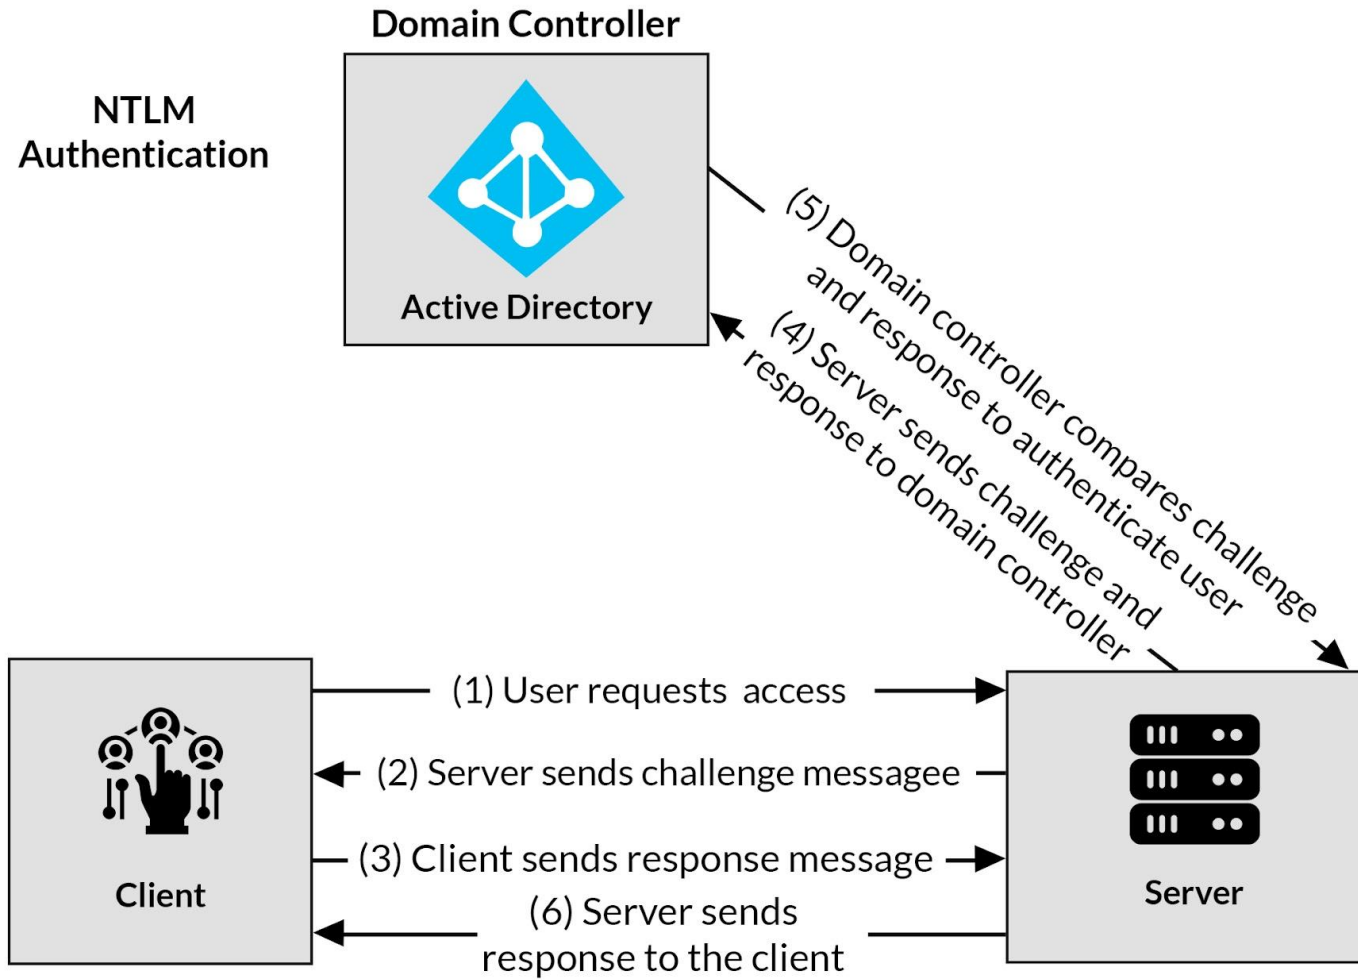 Domain Controller
NTLM
Authentication
Active Directory
(5) Domain controller compares challenge
and response to authenticate user
(4) Server sends challenge and
response to domain controller
(1) User requests access
(2) Server sends challenge messagee
(3) Client sends response message
(6) Server sends
response to the client
Client
Server